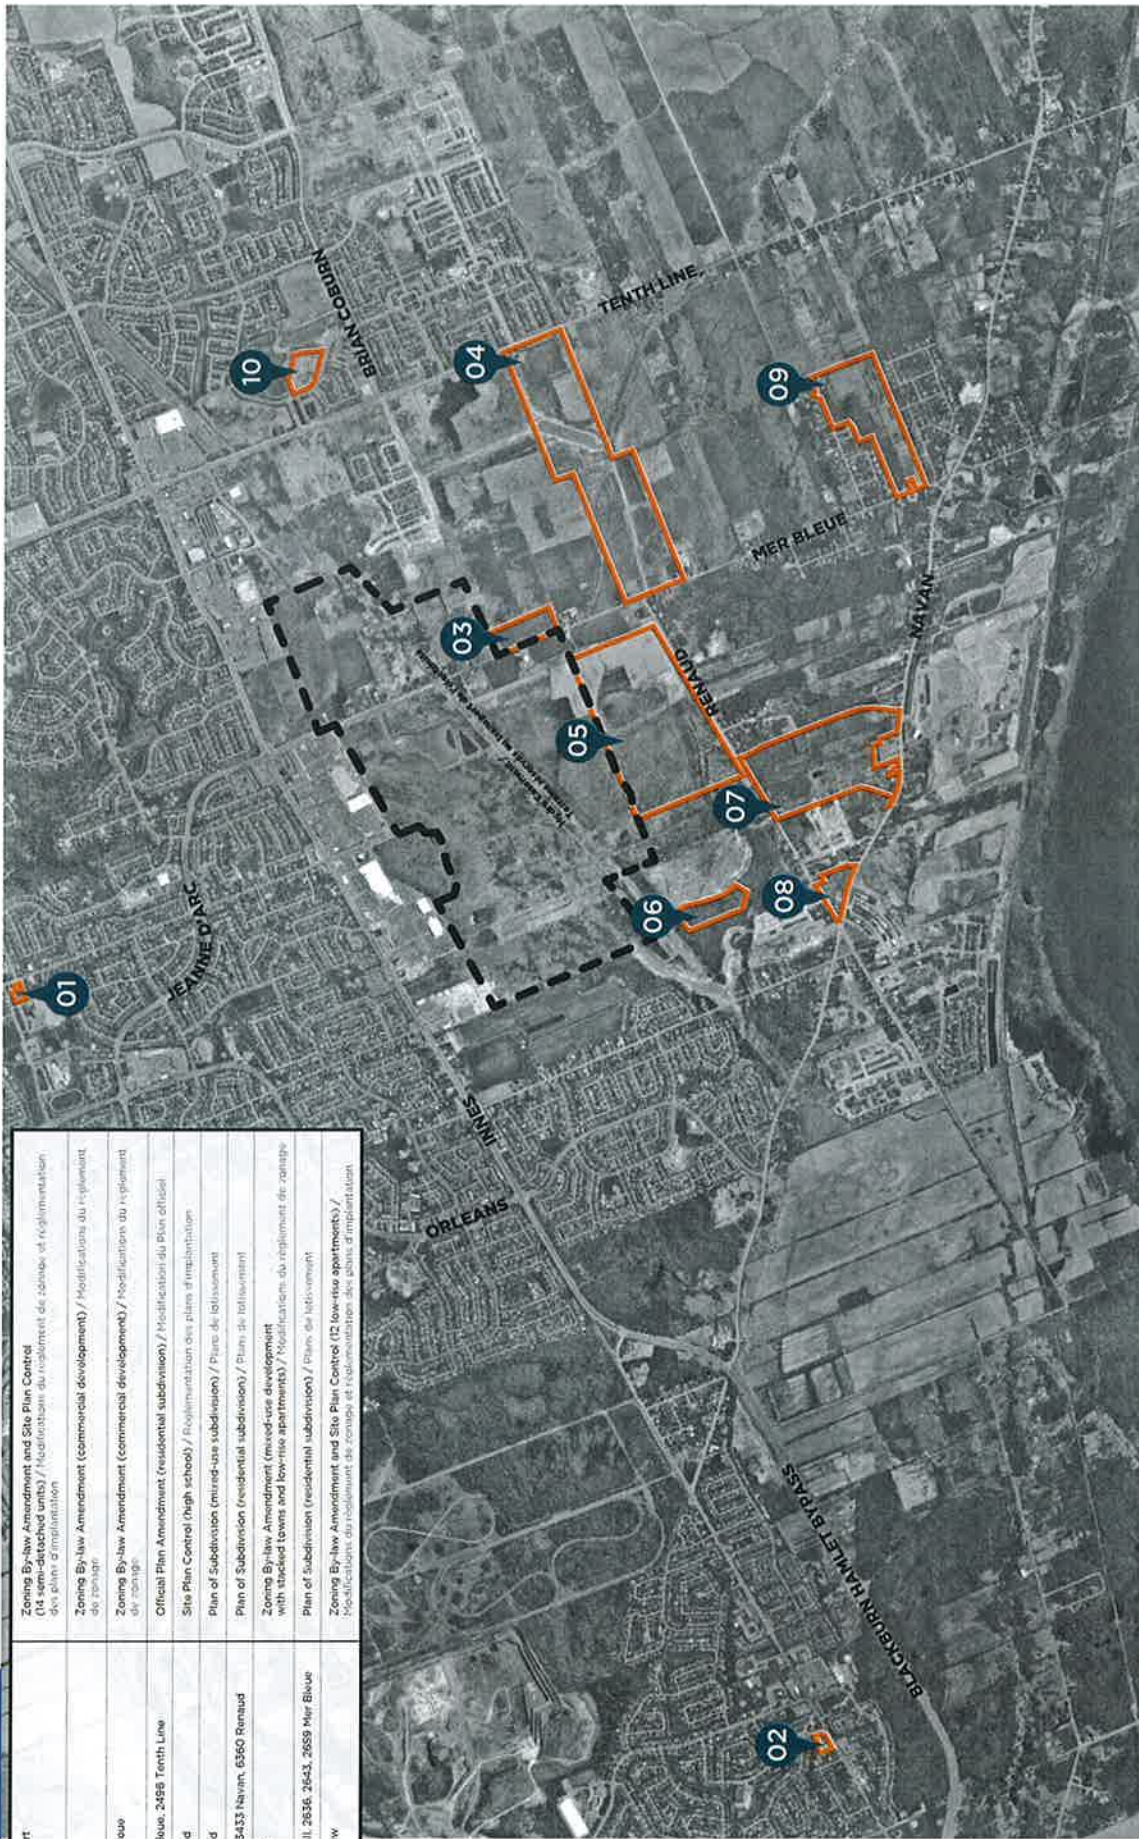 Zoning By-law Amendment and Site Plan Control
(14 semi-detached units) / Modifications du règlement de zonage et réglementation
des plans d'implantation
Zoning By-law Amendment (commercial development) / Modifications du règlement
de zonage
Zoning By-law Amendment (commercial development) / Modifications du règlement
de zonage
2496 Tenth Line
Official Plan Amendment (residential subdivision) / Modification du Plan officiel
Site Plan Control (high school) / Réglementation des plans d'implantation
Plan of Subdivision (mixed-use subdivision) / Plans de lotissement
3433 Navan, 6360 Renaud
Plan of Subdivision (residential subdivision) / Plans de lotissement
Zoning By-law Amendment (mixed-use development
with stacked towns and low-rise apartments) / Modifications du règlement de zonage
2636, 2643, 2659 Mer Bleue
Plan of Subdivision (residential subdivision) / Plans de lotissement
Zoning By-law Amendment and Site Plan Control (12 low-rise apartments) /
Modifications du règlement de zonage et réglementation des plans d'implantation
01
JEANNE D'ARC
10
BRIAN COBURN
INNES
ORLEANS
04
TENTH LINE
03
Hydro Easement /
05
09
MER BLEUE
RENAUD
06
07
08
NAVAN
02
BLACKBURN HAMLET BYPASS